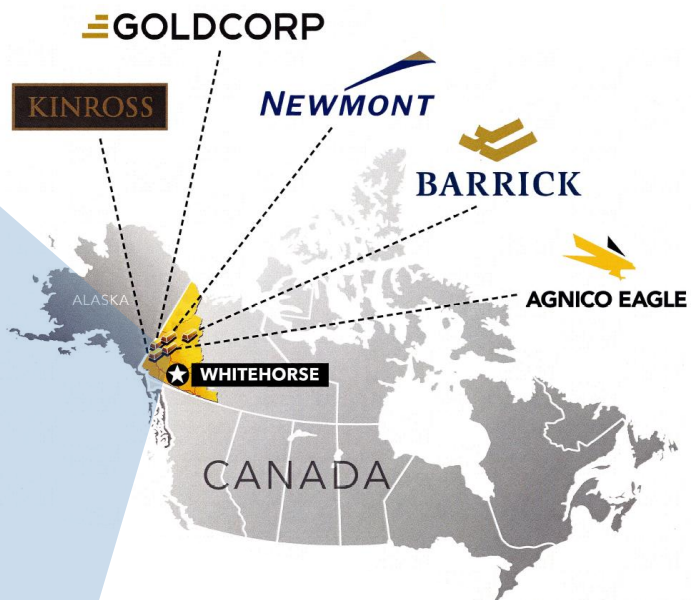 GOLDCORP
KINROSS
NEWMONT
BARRICK
AGNICO EAGLE
ALASKA
WHITEHORSE
CANADA